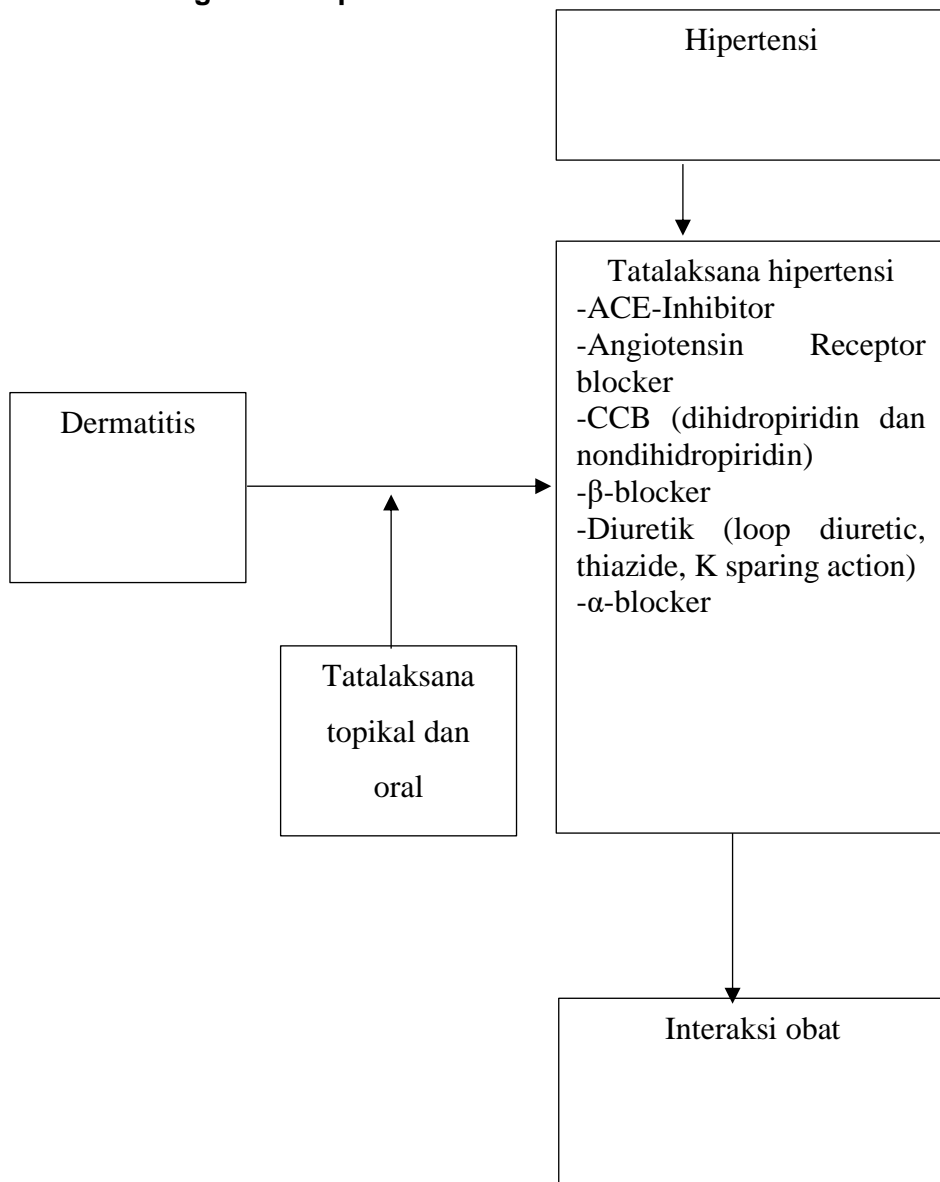 Hipertensi
Tatalaksana hipertensi
-ACE-Inhibitor
-Angiotensin Receptor
blocker
-CCB (dihidropiridin dan
nondihidropiridin)
-β-blocker
-Diuretik (loop diuretic,
thiazide, K sparing action)
-α-blocker
Dermatitis
Tatalaksana
topikal dan
oral
Interaksi obat